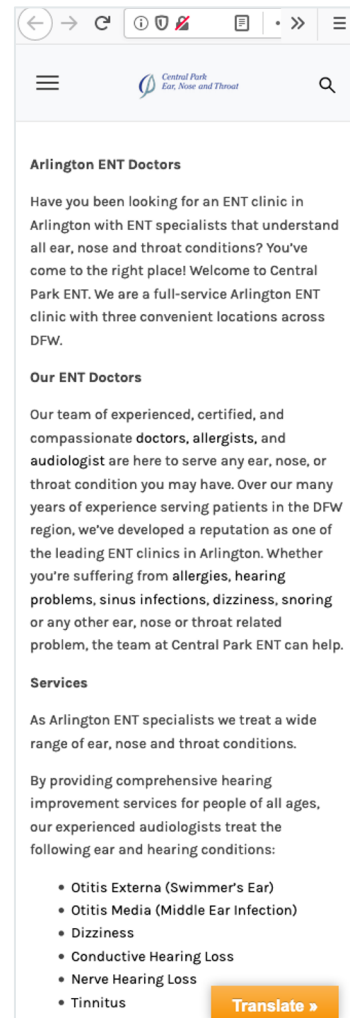 Central Park
Ear, Nose and Throat
Arlington ENT Doctors
Have you been looking for an ENT clinic in
Arlington with ENT specialists that understand
all ear, nose and throat conditions? You've
come to the right place! Welcome to Central
Park ENT. We are a full-service Arlington ENT
clinic with three convenient locations across
DFW.
Our ENT Doctors
Our team of experienced, certified, and
compassionate doctors, allergists, and
audiologist are here to serve any ear, nose, or
throat condition you may have. Over our many
years of experience serving patients in the DFW
region, we've developed a reputation as one of
the leading ENT clinics in Arlington. Whether
you're suffering from allergies, hearing
problems, sinus infections, dizziness, snoring
or any other ear, nose or throat related
problem, the team at Central Park ENT can help.
Services
As Arlington ENT specialists we treat a wide
range of ear, nose and throat conditions.
By providing comprehensive hearing
improvement services for people of all ages,
our experienced audiologists treat the
following ear and hearing conditions:
• Otitis Externa (Swimmer's Ear)
• Otitis Media (Middle Ear Infection)
• Dizziness
• Conductive Hearing Loss
• Nerve Hearing Loss
• Tinnitus
Translate »